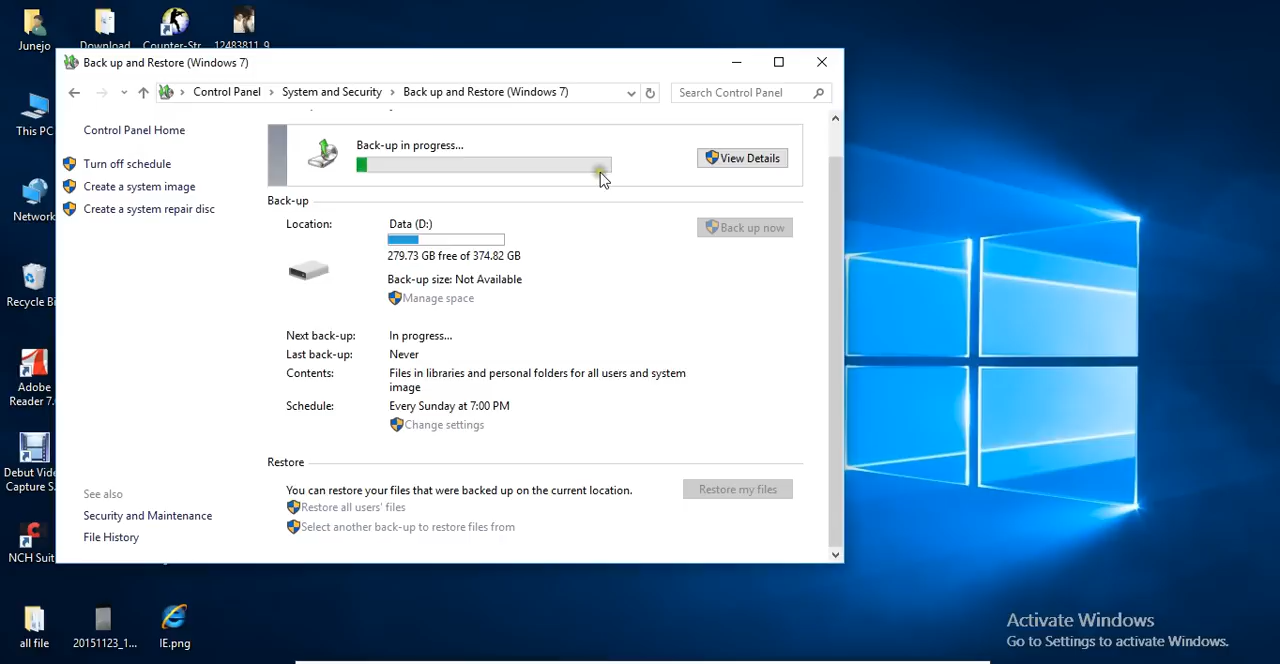 Junejo
Download
Counter-Str
12483811_9
Back up and Restore (Windows 7)
Control Panel > System and Security > Back up and Restore (Windows 7)
Search Control Panel
This PC
Control Panel Home
Turn off schedule
Create a system image
Create a system repair disc
Back-up in progress...
View Details
Back-up
Location:
Data (D:)
Back up now
279.73 GB free of 374.82 GB
Back-up size: Not Available
Manage space
Next back-up: In progress...
Last back-up: Never
Contents: Files in libraries and personal folders for all users and system
image
Schedule: Every Sunday at 7:00 PM
Change settings
Restore
You can restore your files that were backed up on the current location.
Restore my files
Restore all users' files
Select another back-up to restore files from
See also
Security and Maintenance
File History
Network
Recycle Bi
Adobe
Reader 7.
Debut Vide
Capture S.
NCH Suit
all file
20151123_1...
IE.png
Activate Windows
Go to Settings to activate Windows.